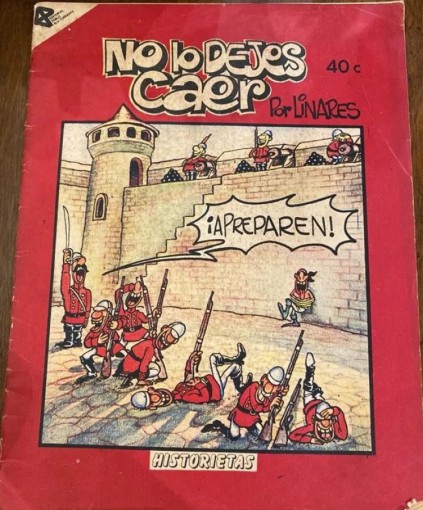 NO lo DEJES
CAER
40 c
Por LINARES
¡APREPAREN!
HISTORIETAS